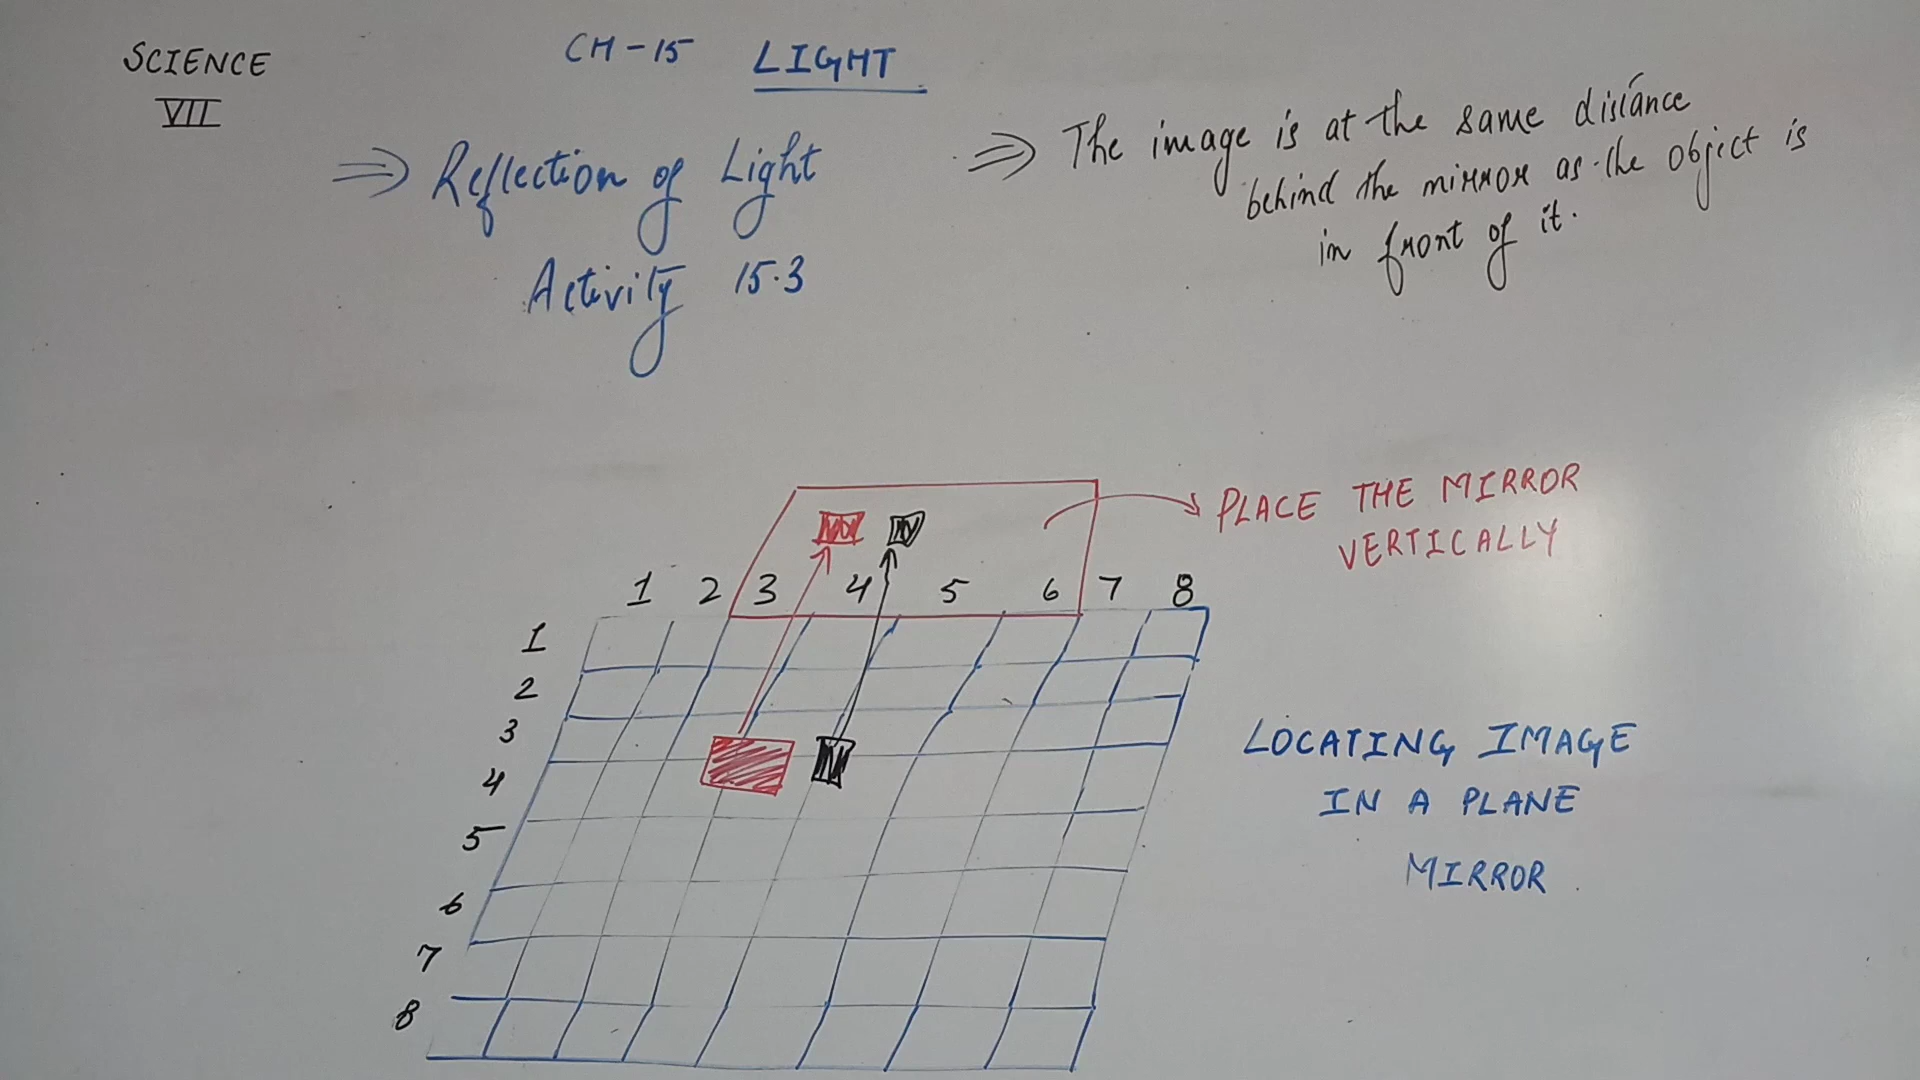 SCIENCE
VII
CH-15 LIGHT
⇒ Reflection of Light
Activity 15.3
⇒ The image is at the same distance
behind the mirror as the object is
in front of it.
PLACE THE MIRROR
VERTICALLY
1 2 3 4 5 6 7 8
1
2
3
4
5
6
7
8
LOCATING IMAGE
IN A PLANE
MIRROR